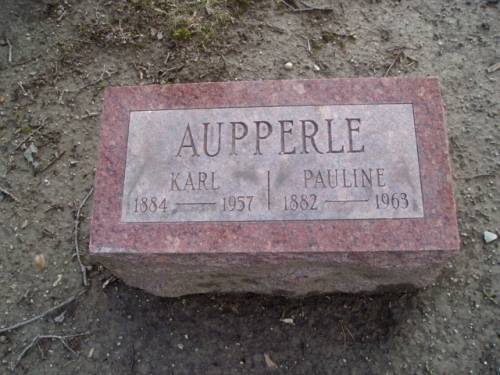 AUPPERLE
KARL | PAULINE
1884 — 1957 | 1882 — 1963